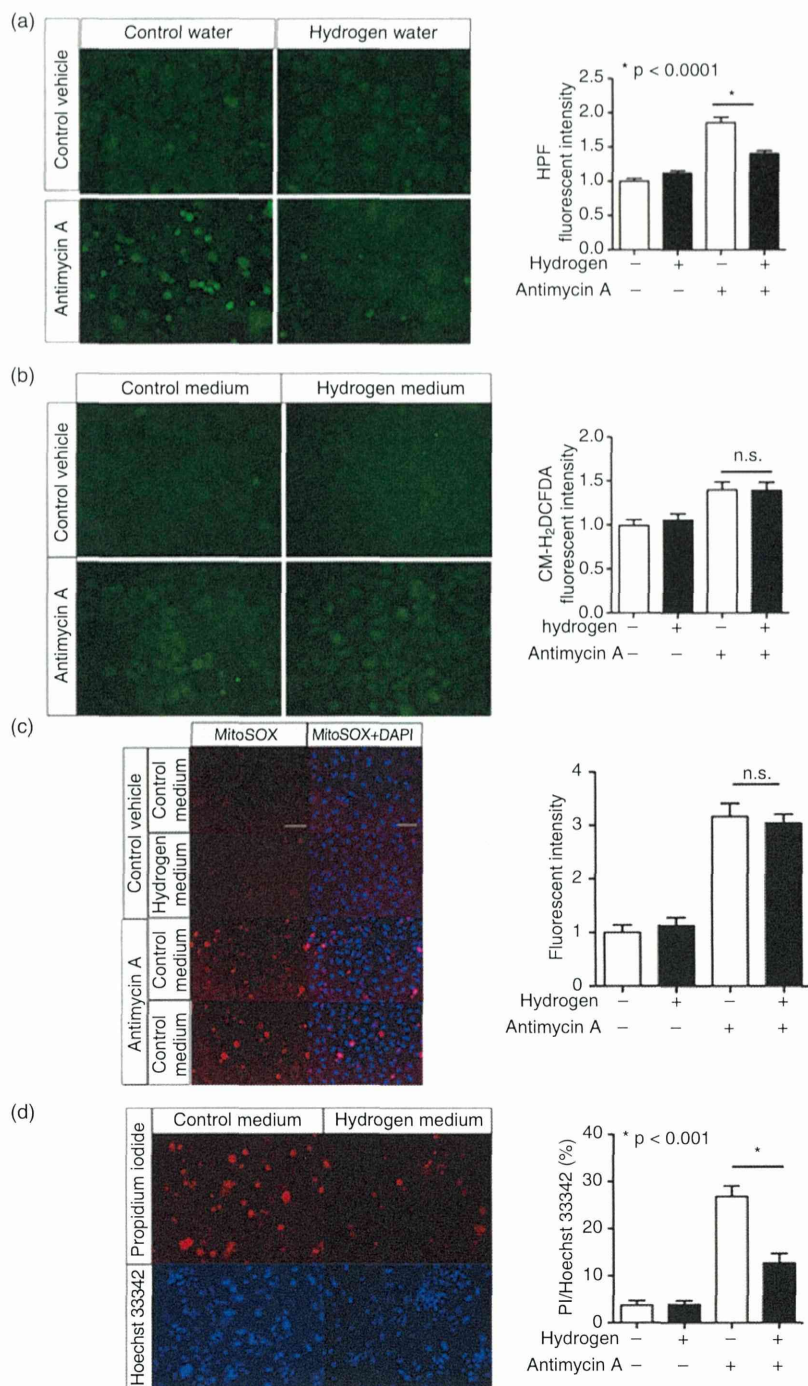 (a)
Control water
Hydrogen water
Control vehicle
Antimycin A
* p < 0.0001
*
HPF
fluorescent intensity
2.5
2.0
1.5
1.0
0.5
0.0
Hydrogen − + − +
Antimycin A − − + +
(b)
Control medium
Hydrogen medium
Control vehicle
Antimycin A
n.s.
CM-H₂DCFDA
fluorescent intensity
2.0
1.5
1.0
0.5
0.0
hydrogen − + − +
Antimycin A − − + +
(c)
MitoSOX
MitoSOX+DAPI
Control vehicle
Control medium
Hydrogen medium
Antimycin A
Control medium
Control medium
n.s.
Fluorescent intensity
4
3
2
1
0
Hydrogen − + − +
Antimycin A − − + +
(d)
Control medium
Hydrogen medium
Propidium iodide
Hoechst 33342
* p < 0.001
*
PI/Hoechst 33342 (%)
40
30
20
10
0
Hydrogen − + − +
Antimycin A − − + +